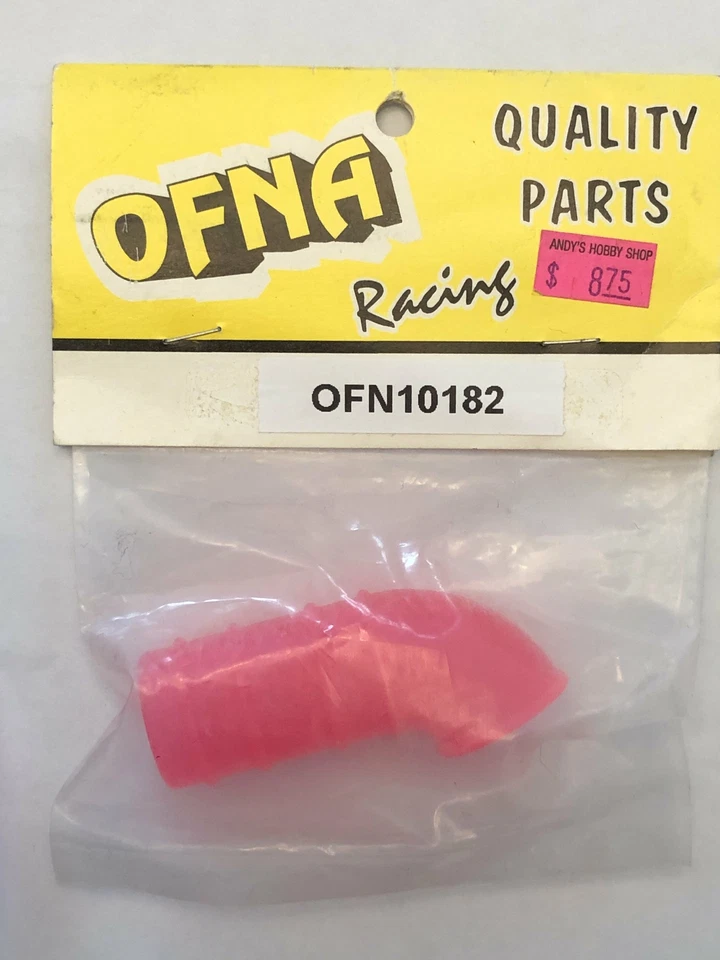 QUALITY
PARTS
OFNA
Racing
ANDY'S HOBBY SHOP
$ 875
OFN10182